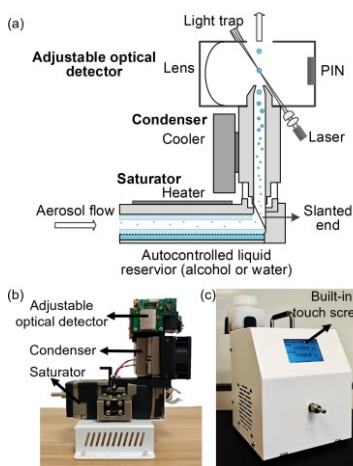 (a)
Light trap
Adjustable optical
detector
Lens
PIN
Condenser
Cooler
Laser
Saturator
Heater
Aerosol flow
Slanted
end
Autocontrolled liquid
reservior (alcohol or water)
(b)
Adjustable
optical detector
Condenser
Saturator
(c)
Built-in
touch scre